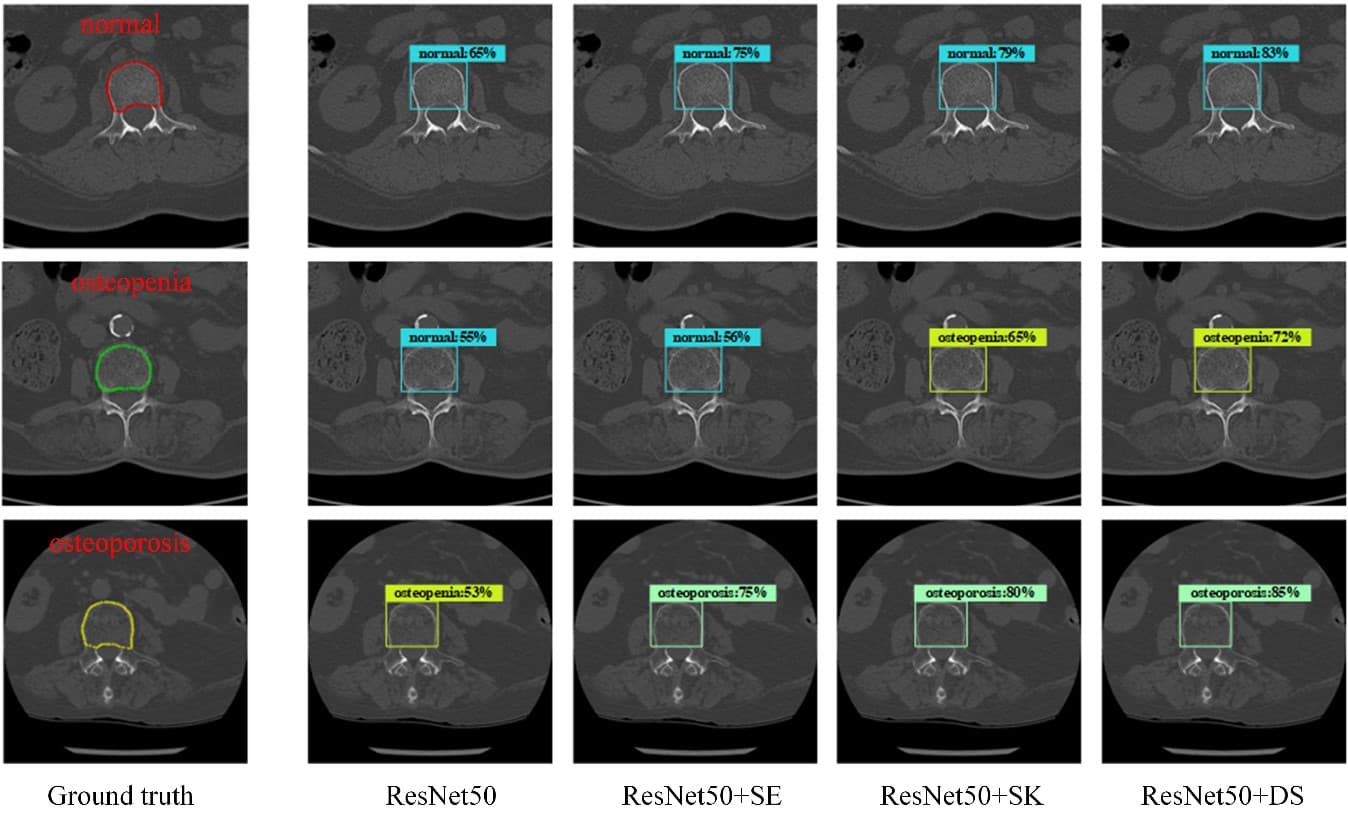 normal
normal:65%
normal:75%
normal:79%
normal:83%
osteopenia
normal:55%
normal:56%
osteopenia:65%
osteopenia:72%
osteoporosis
osteopenia:53%
osteoporosis:75%
osteoporosis:80%
osteoporosis:85%
Ground truth
ResNet50
ResNet50+SE
ResNet50+SK
ResNet50+DS